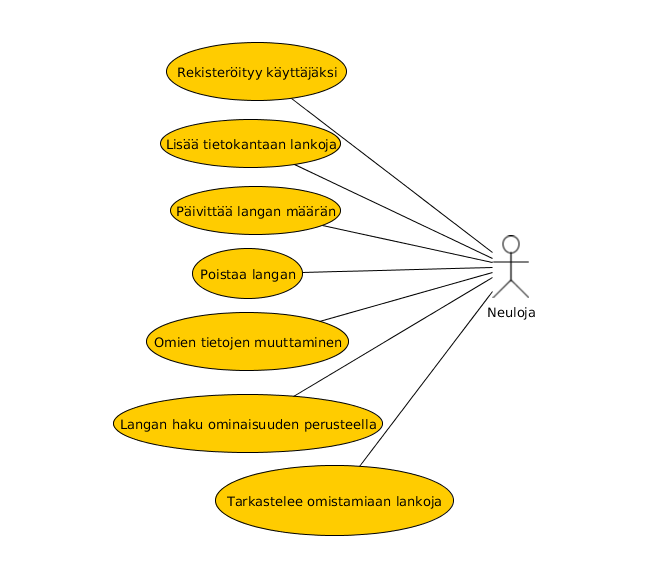 Rekisteröityy käyttäjäksi
Lisää tietokantaan lankoja
Päivittää langan määrän
Poistaa langan
Neuloja
Omien tietojen muuttaminen
Langan haku ominaisuuden perusteella
Tarkastelee omistamiaan lankoja